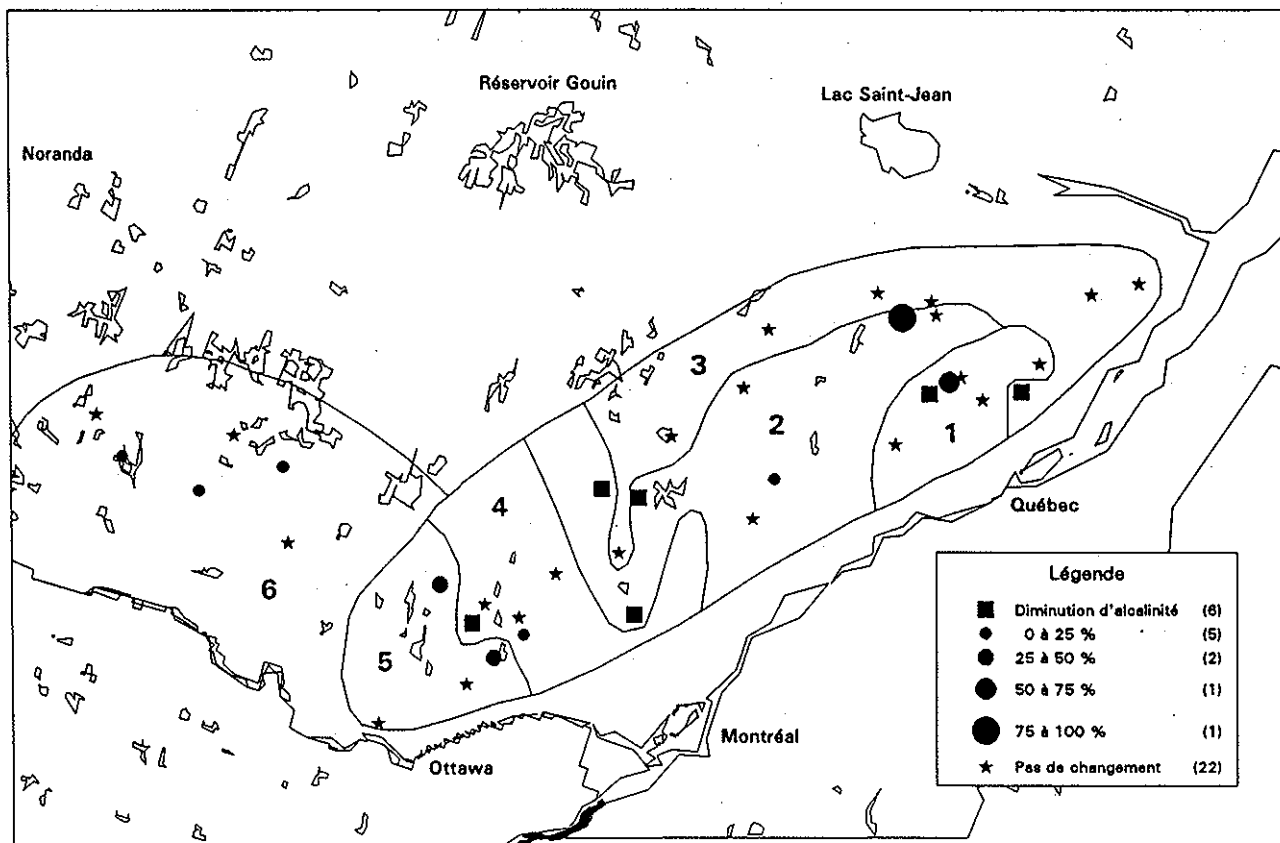 Réservoir Gouin
Lac Saint-Jean
Noranda
3
2
1
4
Québec
6
5
Montréal
Ottawa
Légende
Diminution d'alcalinité (6)
0 à 25 % (5)
25 à 50 % (2)
50 à 75 % (1)
75 à 100 % (1)
Pas de changement (22)